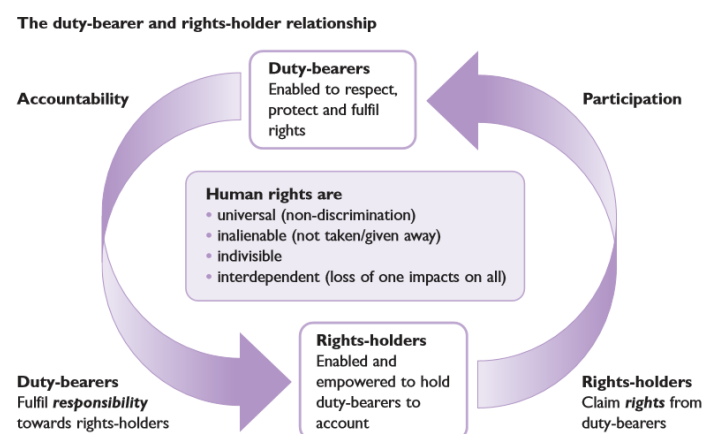 The duty-bearer and rights-holder relationship
Duty-bearers
Enabled to respect,
protect and fulfil
rights
Accountability
Participation
Human rights are
• universal (non-discrimination)
• inalienable (not taken/given away)
• indivisible
• interdependent (loss of one impacts on all)
Rights-holders
Enabled and
empowered to hold
duty-bearers to
account
Duty-bearers
Fulfil responsibility
towards rights-holders
Rights-holders
Claim rights from
duty-bearers